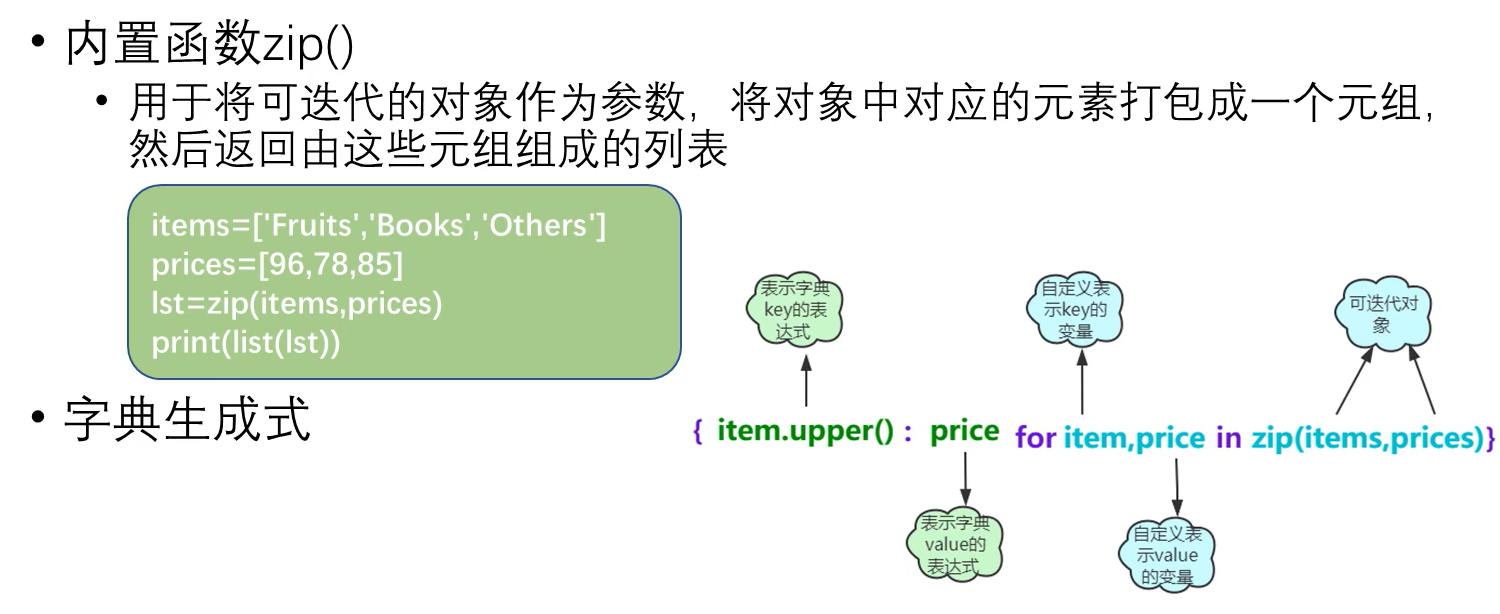 • 内置函数zip()
• 用于将可迭代的对象作为参数，将对象中对应的元素打包成一个元组，
然后返回由这些元组组成的列表
items=['Fruits','Books','Others']
prices=[96,78,85]
lst=zip(items,prices)
print(list(lst))
• 字典生成式
表示字典
key的表
达式
自定义表
示key的
变量
可迭代对
象
{ item.upper() : price for item,price in zip(items,prices)}
表示字典
value的
表达式
自定义表
示value
的变量